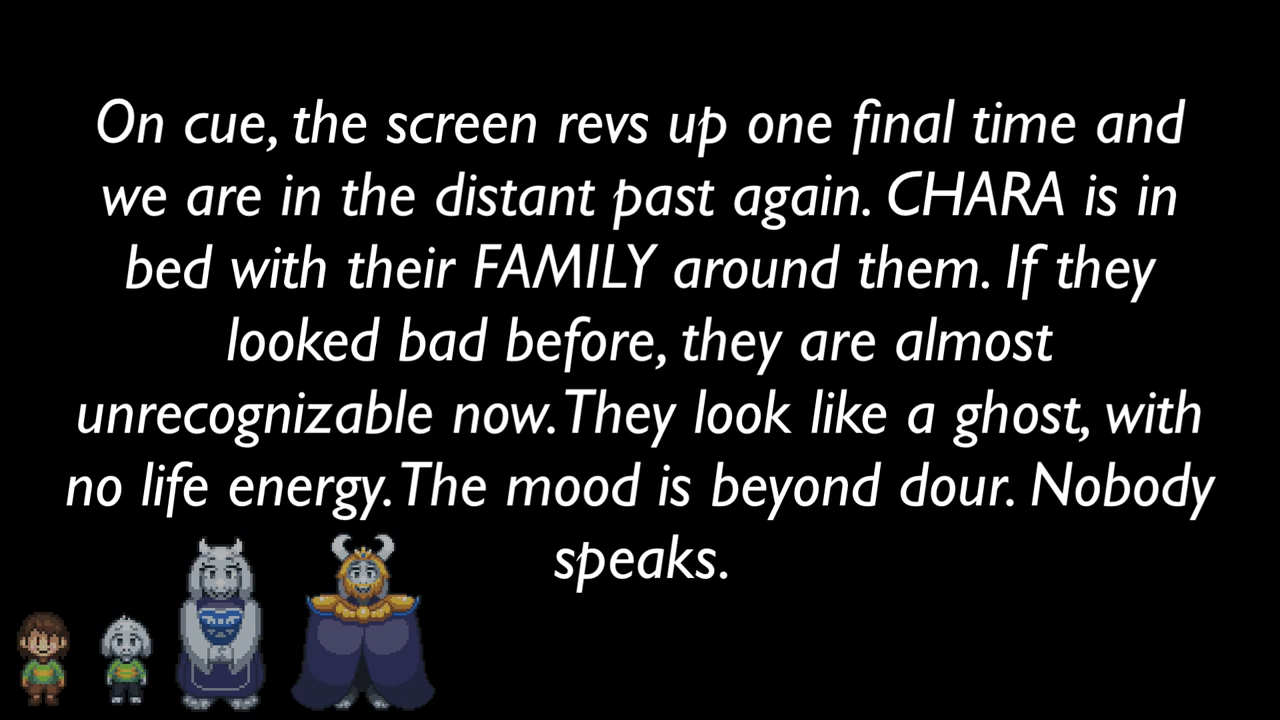 On cue, the screen revs up one final time and
we are in the distant past again. CHARA is in
bed with their FAMILY around them. If they
looked bad before, they are almost
unrecognizable now. They look like a ghost, with
no life energy. The mood is beyond dour. Nobody
speaks.